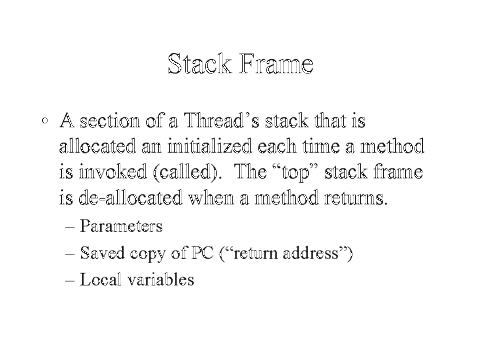 Stack Frame
◦ A section of a Thread's stack that is
allocated an initialized each time a method
is invoked (called).  The “top” stack frame
is de-allocated when a method returns.
– Parameters
– Saved copy of PC (“return address”)
– Local variables